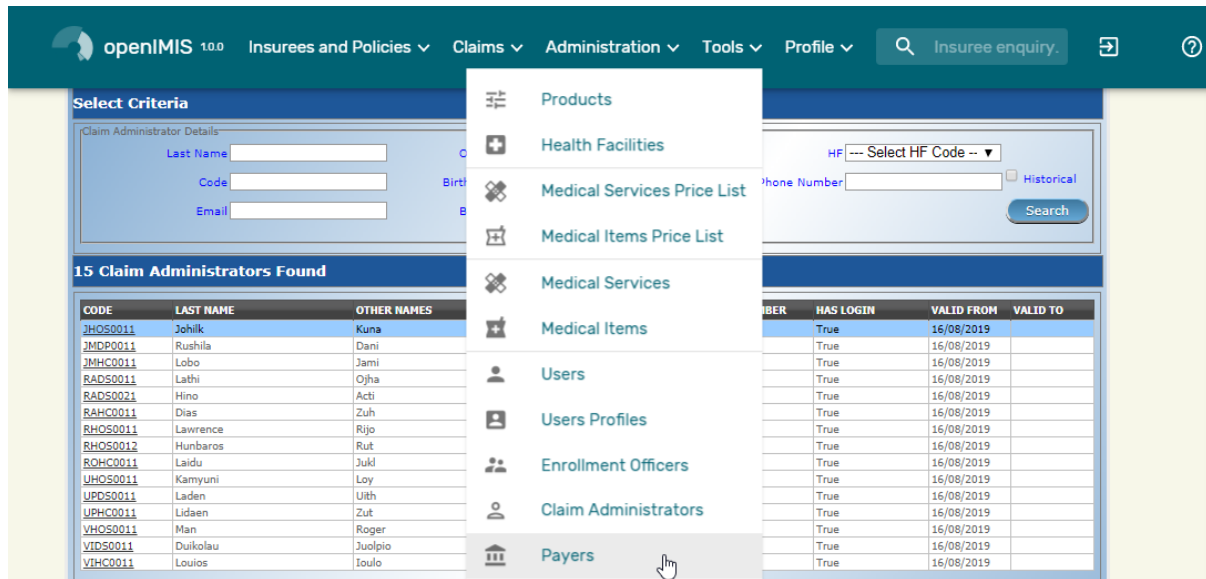 openIMIS 1.0.0 Insurees and Policies Claims Administration Tools Profile Insuree enquiry.
Select Criteria
Claim Administrator Details
Last Name
HF --- Select HF Code --
Code
Phone Number
Historical
Email
Search
Products
Health Facilities
Medical Services Price List
Medical Items Price List
Medical Services
Medical Items
Users
Users Profiles
Enrollment Officers
Claim Administrators
Payers
15 Claim Administrators Found
CODE LAST NAME OTHER NAMES HAS LOGIN VALID FROM VALID TO
JHOS0011 Johilk Kuna True 16/08/2019
JMDP0011 Rushila Dani True 16/08/2019
JMHC0011 Lobo Jami True 16/08/2019
RADS0011 Lathi Ojha True 16/08/2019
RADS0021 Hino Acti True 16/08/2019
RAHC0011 Dias Zuh True 16/08/2019
RHOS0011 Lawrence Rijo True 16/08/2019
RHOS0012 Hunbaros Rut True 16/08/2019
ROHC0011 Laidu Jukl True 16/08/2019
UHOS0011 Kamyuni Loy True 16/08/2019
UPDS0011 Laden Uith True 16/08/2019
UPHC0011 Lidaen Zut True 16/08/2019
VHOS0011 Man Roger True 16/08/2019
VIDS0011 Duikolau Juolpio True 16/08/2019
VIHC0011 Louios Ioulo True 16/08/2019